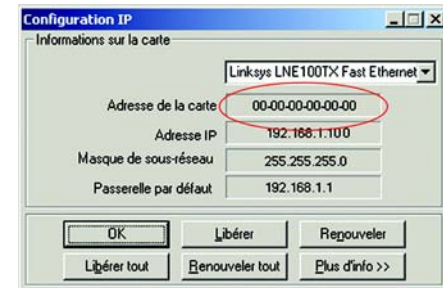 Configuration IP
Informations sur la carte
Linksys LNE100TX Fast Ethernet
Adresse de la carte 00-00-00-00-00-00
Adresse IP 192.168.1.100
Masque de sous-réseau 255.255.255.0
Passerelle par défaut 192.168.1.1
OK Libérer Renouveler
Libérer tout Renouveler tout Plus d'info >>